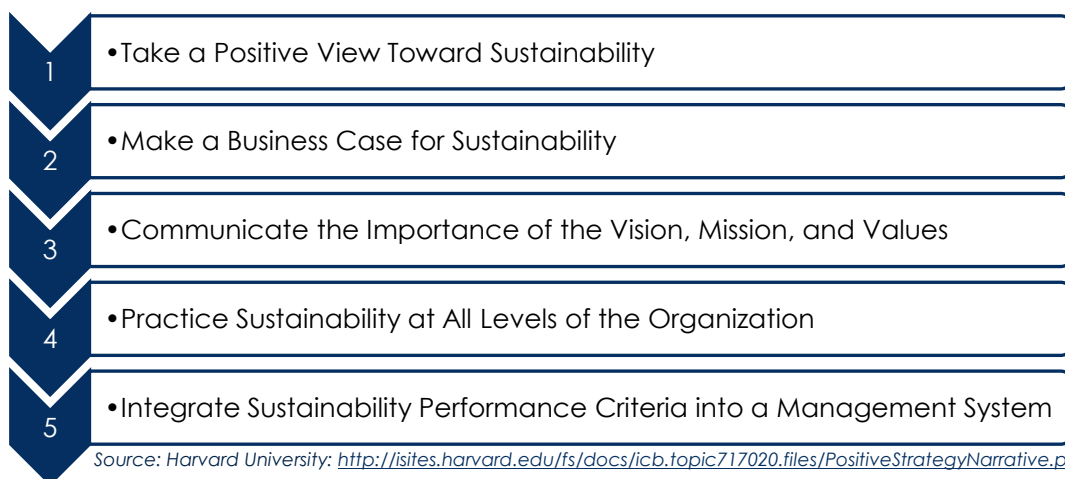 1
•Take a Positive View Toward Sustainability
2
•Make a Business Case for Sustainability
3
•Communicate the Importance of the Vision, Mission, and Values
4
•Practice Sustainability at All Levels of the Organization
5
•Integrate Sustainability Performance Criteria into a Management System
Source: Harvard University: http://isites.harvard.edu/fs/docs/icb.topic717020.files/PositiveStrategyNarrative.p